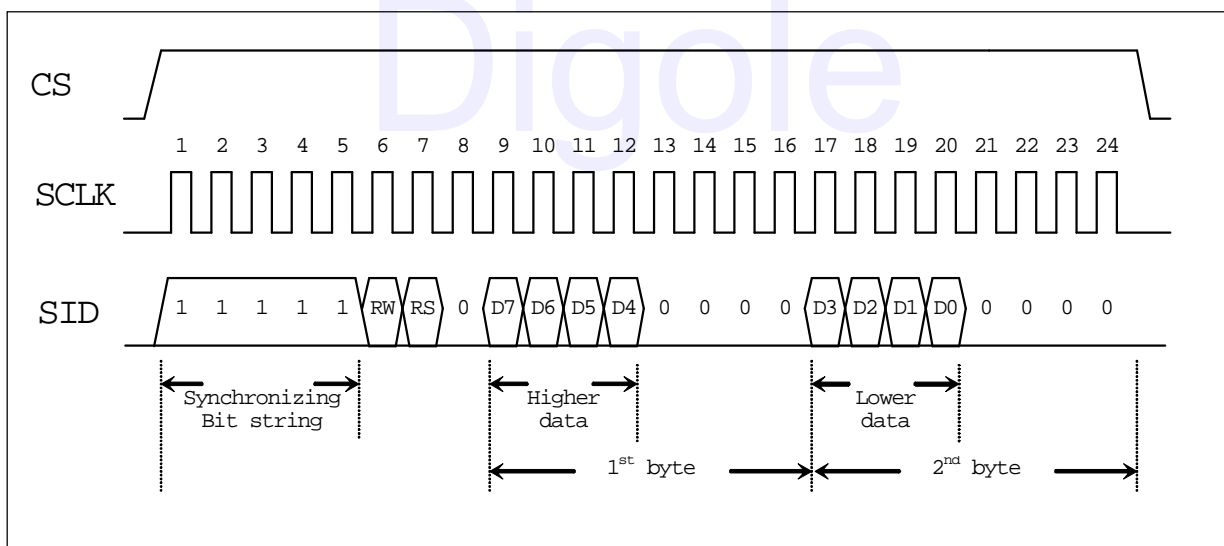 Digole
CS
1 2 3 4 5 6 7 8 9 10 11 12 13 14 15 16 17 18 19 20 21 22 23 24
SCLK
SID
1 1 1 1 1 RW RS 0 D7 D6 D5 D4 0 0 0 0 D3 D2 D1 D0 0 0 0 0
Synchronizing
Bit string
Higher
data
Lower
data
1st byte
2nd byte